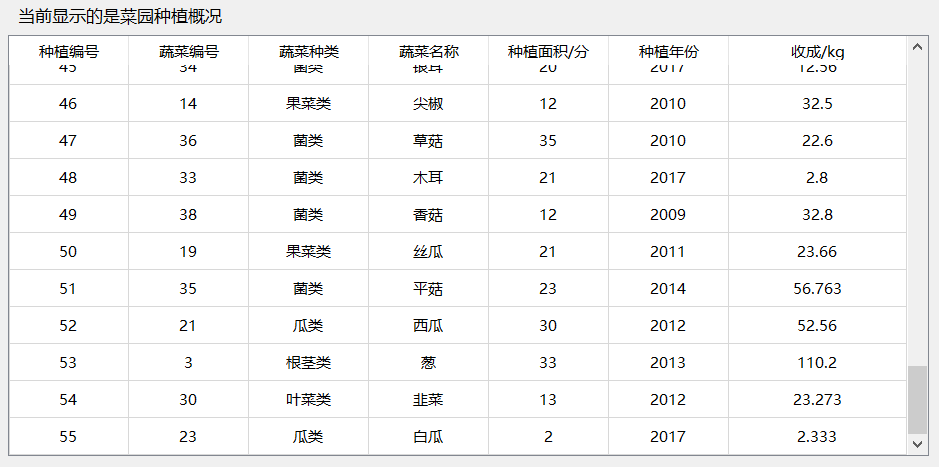 当前显示的是菜园种植概况
种植编号 蔬菜编号 蔬菜种类 蔬菜名称 种植面积/分 种植年份 收成/kg
45 34 菌类 银耳 20 2017 12.56
46 14 果菜类 尖椒 12 2010 32.5
47 36 菌类 草菇 35 2010 22.6
48 33 菌类 木耳 21 2017 2.8
49 38 菌类 香菇 12 2009 32.8
50 19 果菜类 丝瓜 21 2011 23.66
51 35 菌类 平菇 23 2014 56.763
52 21 瓜类 西瓜 30 2012 52.56
53 3 根茎类 葱 33 2013 110.2
54 30 叶菜类 韭菜 13 2012 23.273
55 23 瓜类 白瓜 2 2017 2.333